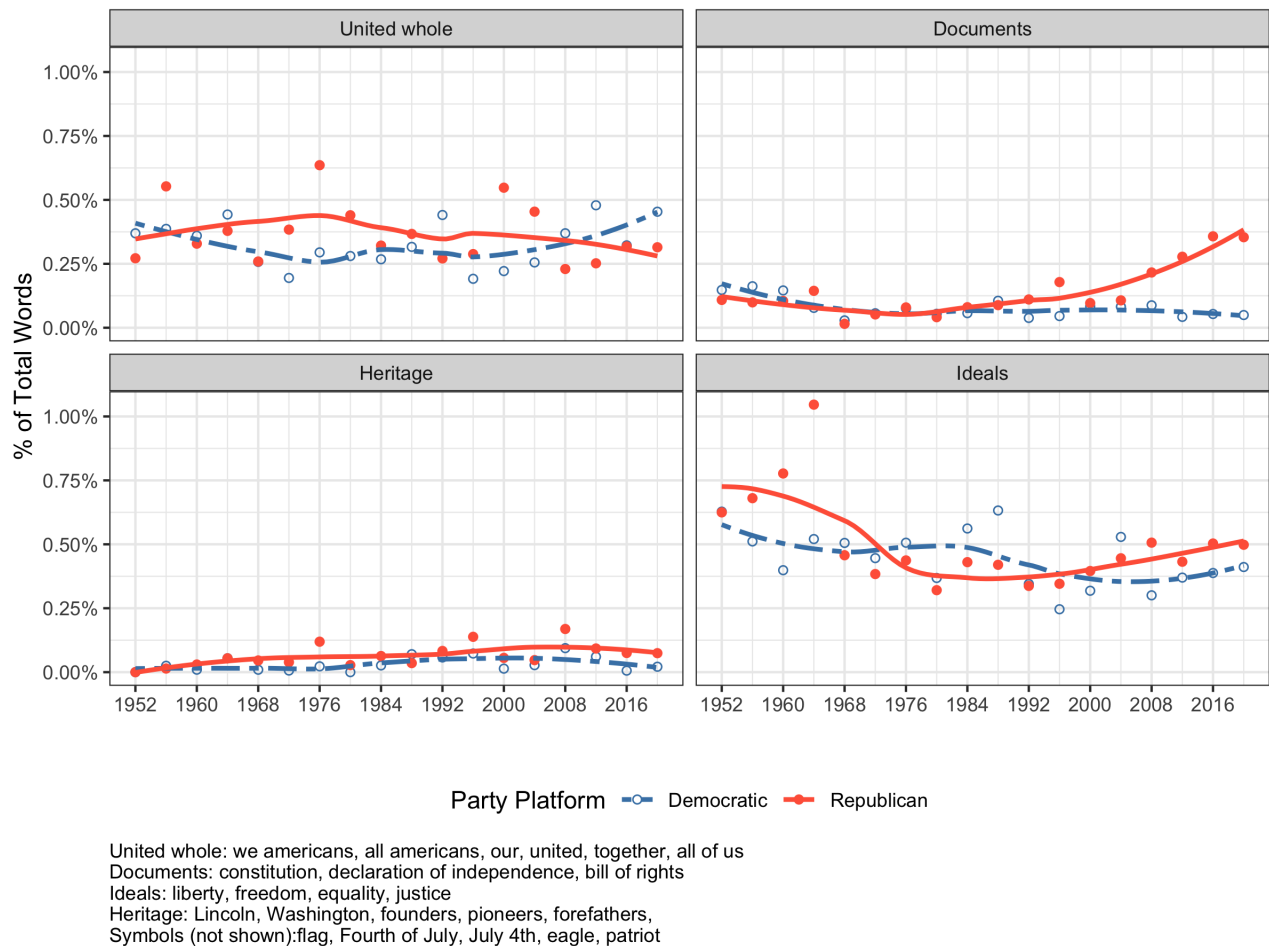 United whole
Documents
1.00%
0.75%
0.50%
0.25%
0.00%
Heritage
Ideals
1.00%
0.75%
0.50%
0.25%
0.00%
% of Total Words
1952 1960 1968 1976 1984 1992 2000 2008 2016
1952 1960 1968 1976 1984 1992 2000 2008 2016
Party Platform Democratic Republican
United whole: we americans, all americans, our, united, together, all of us
Documents: constitution, declaration of independence, bill of rights
Ideals: liberty, freedom, equality, justice
Heritage: Lincoln, Washington, founders, pioneers, forefathers,
Symbols (not shown):flag, Fourth of July, July 4th, eagle, patriot